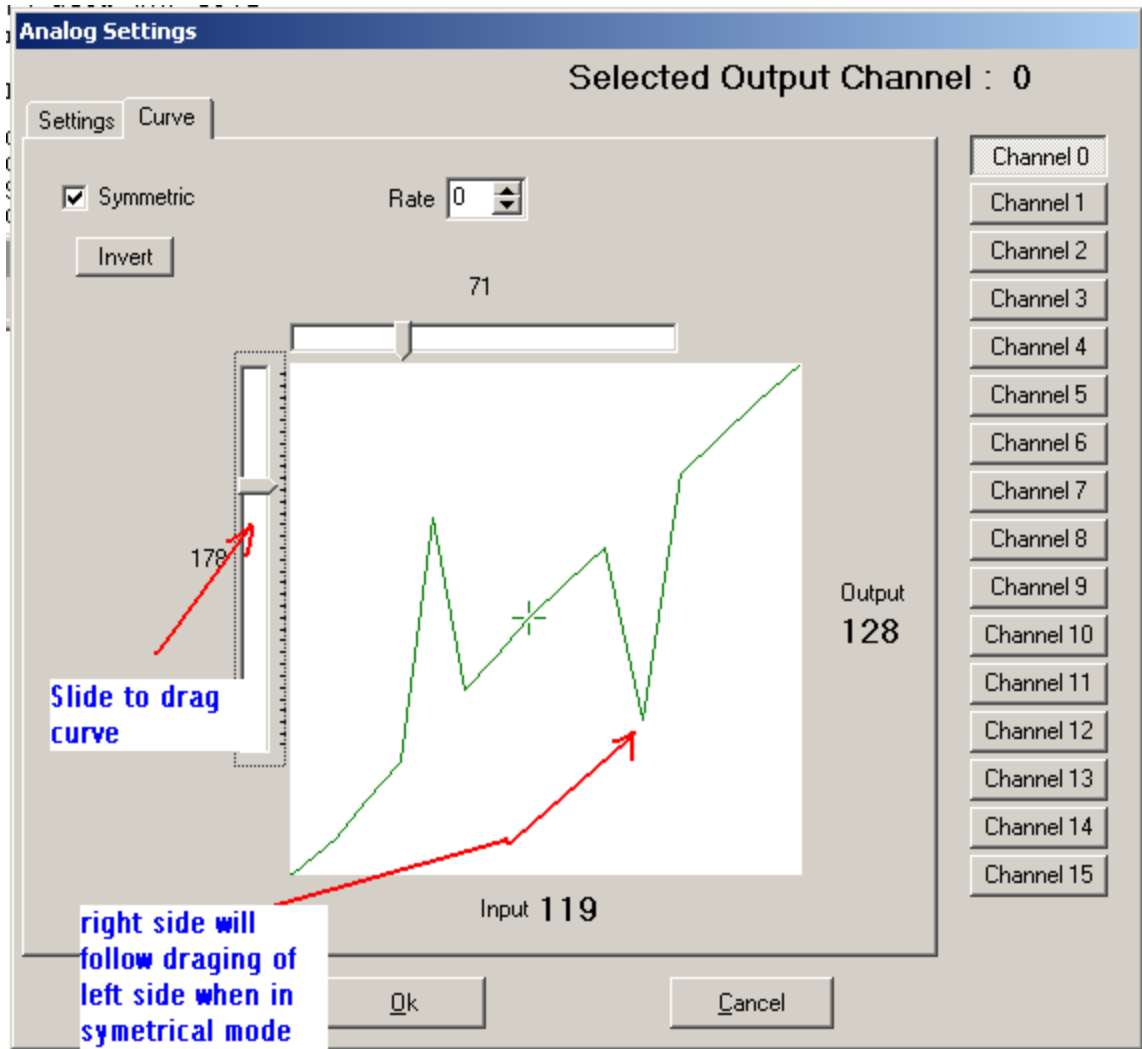 Analog Settings
Selected Output Channel : 0
Settings
Curve
Symmetric
Rate 0
Invert
71
178
Output
128
Slide to drag
curve
Input 119
right side will
follow draging of
left side when in
symetrical mode
Ok
Cancel
Channel 0
Channel 1
Channel 2
Channel 3
Channel 4
Channel 5
Channel 6
Channel 7
Channel 8
Channel 9
Channel 10
Channel 11
Channel 12
Channel 13
Channel 14
Channel 15